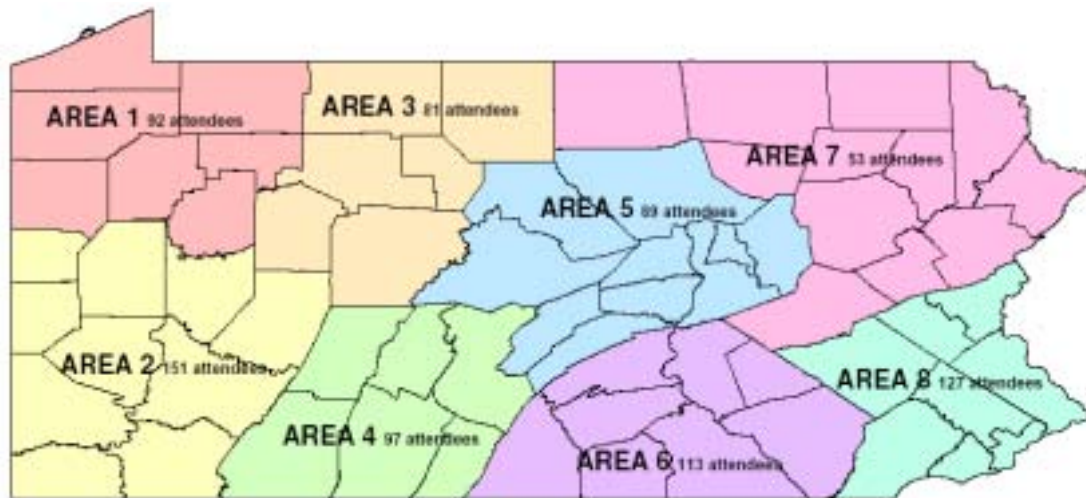 AREA 1 92 attendees
AREA 3 81 attendees
AREA 7 53 attendees
AREA 5 89 attendees
AREA 2 151 attendees
AREA 8 127 attendees
AREA 4 97 attendees
AREA 6 113 attendees